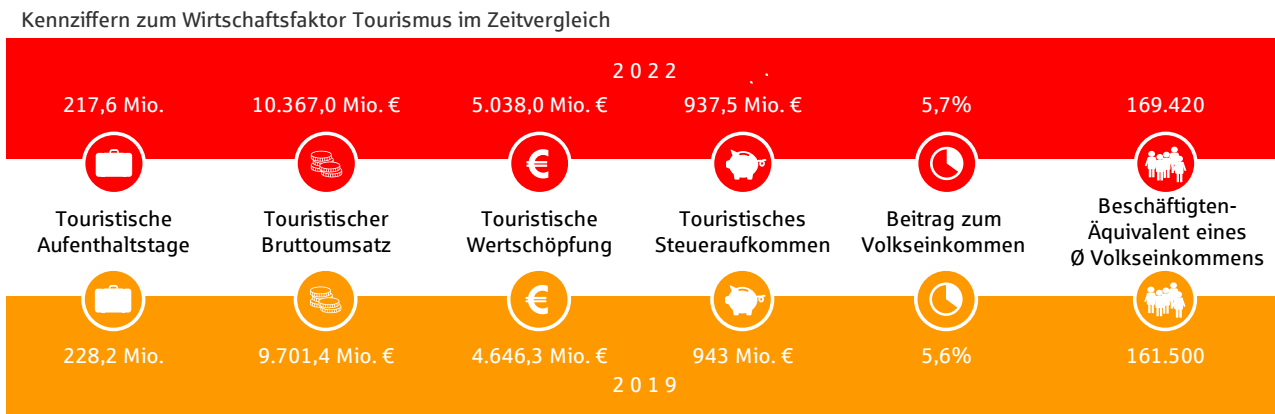 Kennziffern zum Wirtschaftsfaktor Tourismus im Zeitvergleich
2 0 2 2
217,6 Mio. 10.367,0 Mio. € 5.038,0 Mio. € 937,5 Mio. € 5,7% 169.420
€
Touristische
Aufenthaltstage
Touristischer
Bruttoumsatz
Touristische
Wertschöpfung
Touristisches
Steueraufkommen
Beitrag zum
Volkseinkommen
Beschäftigten-
Äquivalent eines
Ø Volkseinkommens
€
228,2 Mio. 9.701,4 Mio. € 4.646,3 Mio. € 943 Mio. € 5,6% 161.500
2 0 1 9